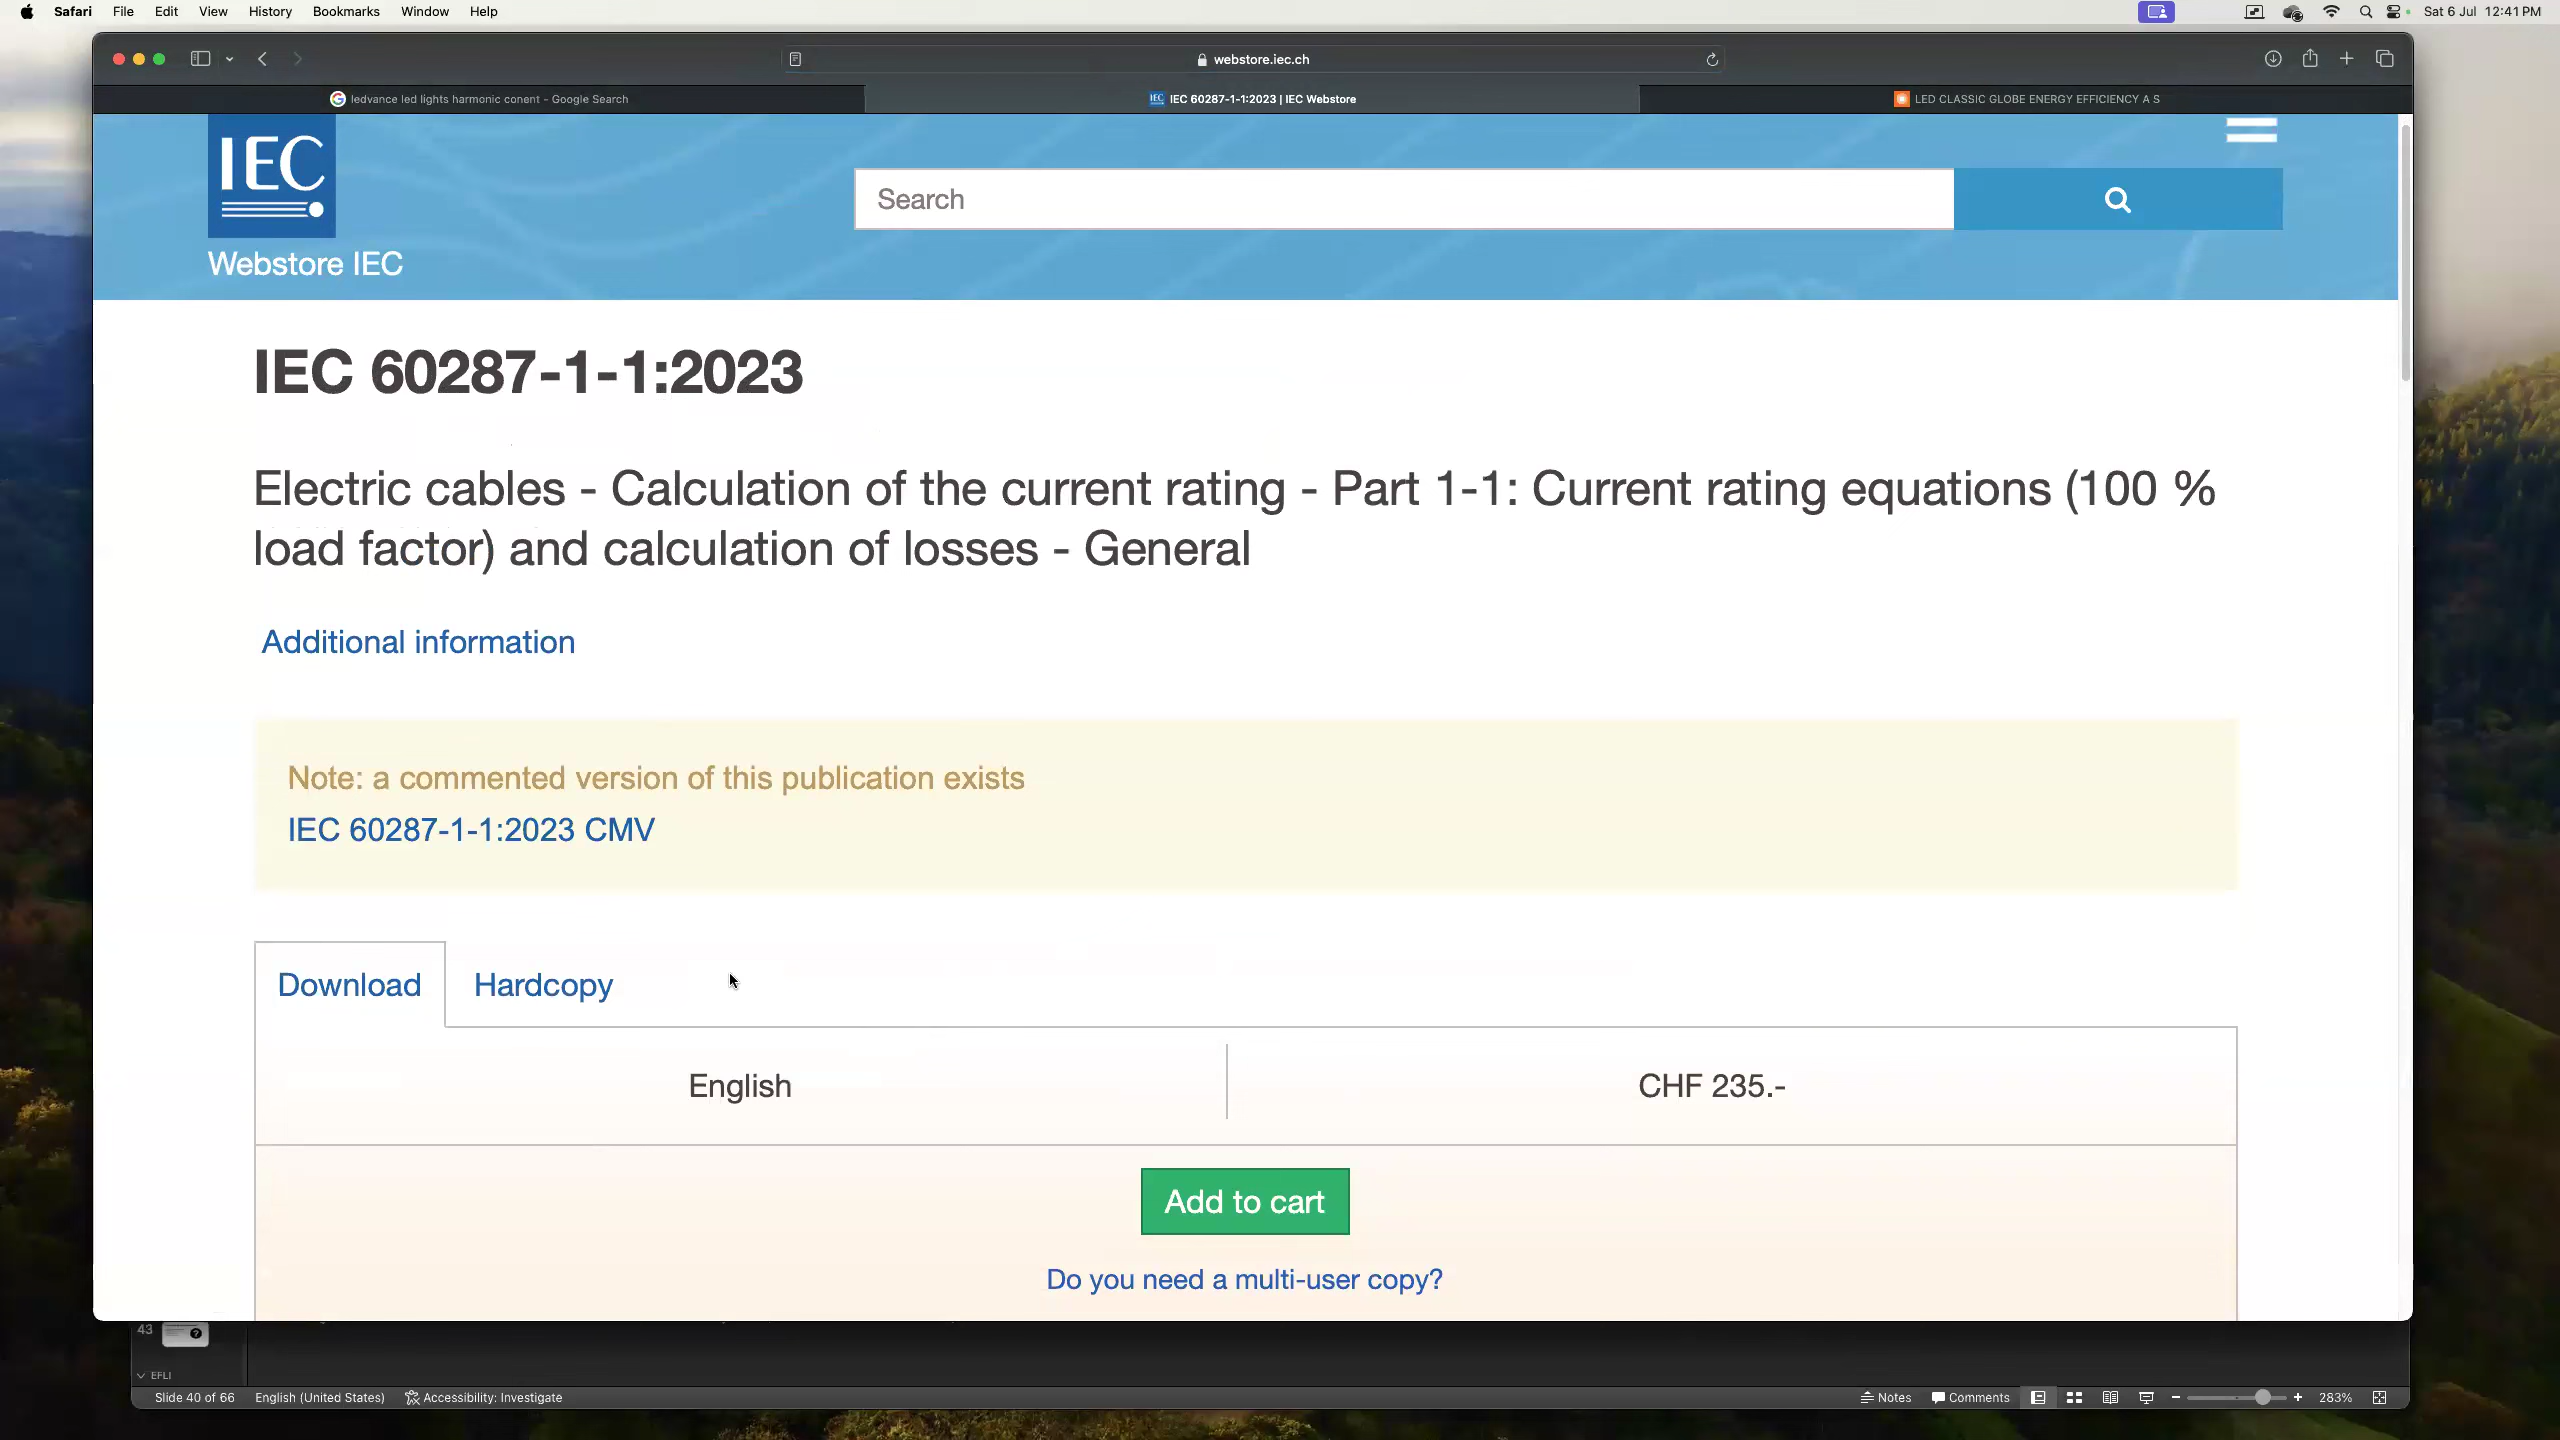 Safari File Edit View History Bookmarks Window Help
Sat 6 Jul 12:41 PM
webstore.iec.ch
ledvance led lights harmonic conent - Google Search
IEC IEC 60287-1-1:2023 | IEC Webstore
LED CLASSIC GLOBE ENERGY EFFICIENCY A S
IEC
Search
Webstore IEC
IEC 60287-1-1:2023
Electric cables - Calculation of the current rating - Part 1-1: Current rating equations (100 %
load factor) and calculation of losses - General
Additional information
Note: a commented version of this publication exists
IEC 60287-1-1:2023 CMV
Download Hardcopy
English CHF 235.-
Add to cart
Do you need a multi-user copy?
43
EFLI
Slide 40 of 66 English (United States) Accessibility: Investigate Notes Comments 283%